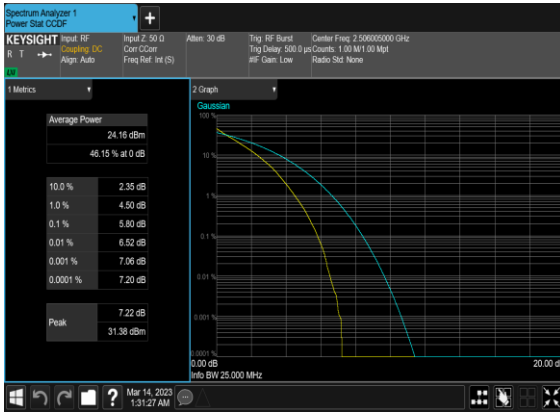 Spectrum Analyzer 1
Power Stat CCDF
KEYSIGHT
R T
LXI
Input: RF
Coupling: DC
Align: Auto
Input Z: 50 Ω
Corr CCorr
Freq Ref: Int (S)
Atten: 30 dB
Trig: RF Burst
Trig Delay: 500.0 µs
#IF Gain: Low
Center Freq: 2.506005000 GHz
Counts: 1.00 M/1.00 Mpt
Radio Std: None
1 Metrics
Average Power
24.16 dBm
46.15 % at 0 dB
10.0 % 2.35 dB
1.0 % 4.50 dB
0.1 % 5.80 dB
0.01 % 6.52 dB
0.001 % 7.06 dB
0.0001 % 7.20 dB
Peak
7.22 dB
31.38 dBm
2 Graph
Gaussian
100 %
10 %
1 %
0.1 %
0.01 %
0.001 %
0.0001 %
0.00 dB
20.00 d
Info BW 25.000 MHz
?
Mar 14, 2023
1:31:27 AM